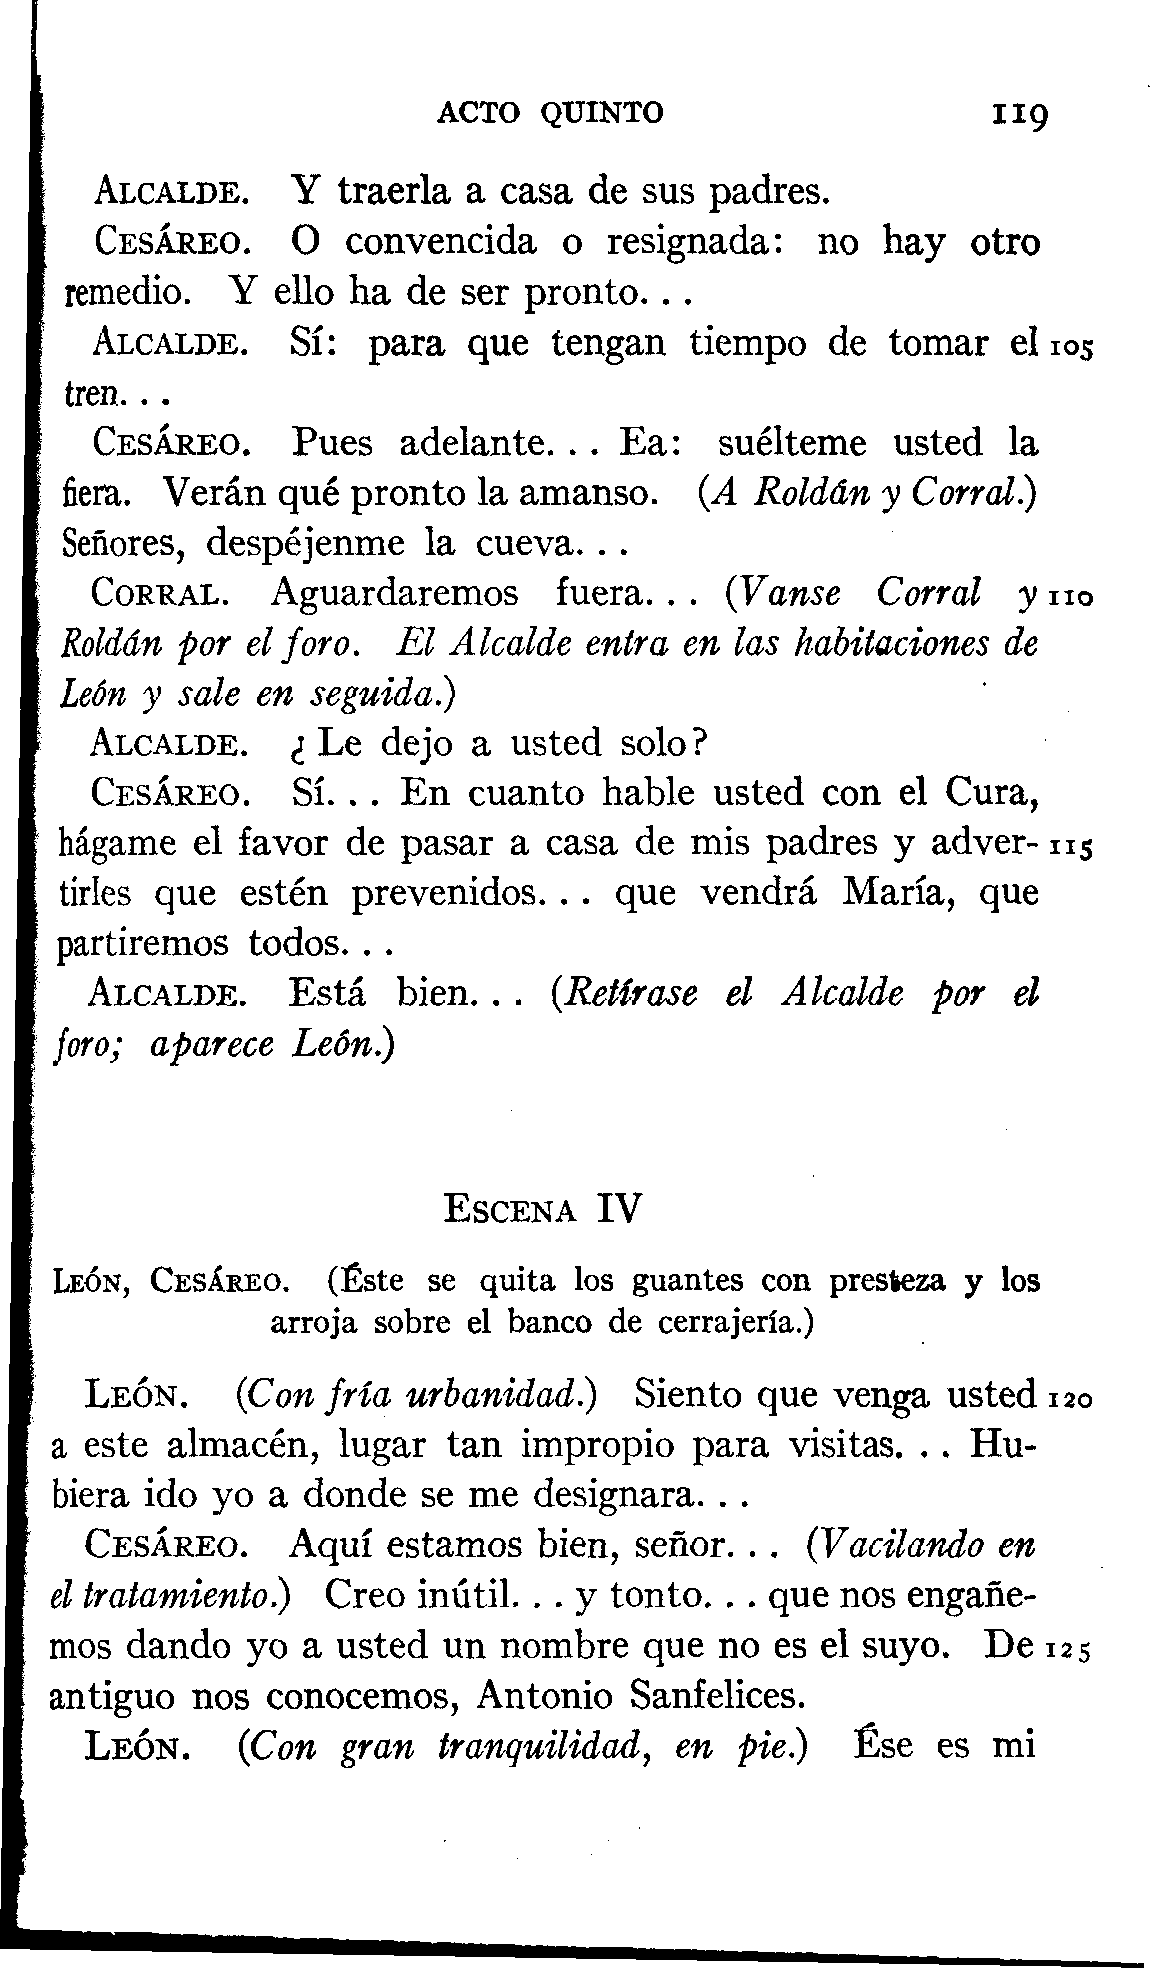 ACTO QUINTO 119
ALCALDE. Y traerla a casa de sus padres.
CESÁREO. O convencida o resignada: no hay otro
remedio. Y ello ha de ser pronto. . .
ALCALDE. Sí: para que tengan tiempo de tomar el 105
tren. . .
CESÁREO. Pues adelante. . . Ea: suélteme usted la
fiera. Verán qué pronto la amanso. (A Roldán y Corral.)
Señores, despéjenme la cueva. . .
CORRAL. Aguardaremos fuera. . . (Vanse Corral y 110
Roldán por el foro. El Alcalde entra en las habitaciones de
León y sale en seguida.)
ALCALDE. ¿ Le dejo a usted solo?
CESÁREO. Sí. . . En cuanto hable usted con el Cura,
hágame el favor de pasar a casa de mis padres y adver- 115
tirles que estén prevenidos. . . que vendrá María, que
partiremos todos. . .
ALCALDE. Está bien. . . (Retírase el Alcalde por el
foro; aparece León.)
ESCENA IV
LEÓN, CESÁREO. (Éste se quita los guantes con presteza y los
arroja sobre el banco de cerrajería.)
LEÓN. (Con fría urbanidad.) Siento que venga usted 120
a este almacén, lugar tan impropio para visitas. . . Hu-
biera ido yo a donde se me designara. . .
CESÁREO. Aquí estamos bien, señor. . . (Vacilando en
el tratamiento.) Creo inútil. . . y tonto. . . que nos engañe-
mos dando yo a usted un nombre que no es el suyo. De 125
antiguo nos conocemos, Antonio Sanfelices.
LEÓN. (Con gran tranquilidad, en pie.) Ése es mi